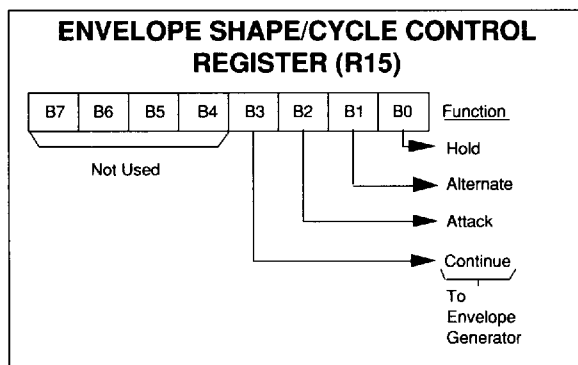 ENVELOPE SHAPE/CYCLE CONTROL
REGISTER (R15)
B7 B6 B5 B4 B3 B2 B1 B0 Function
Hold
Not Used
Alternate
Attack
Continue
To
Envelope
Generator